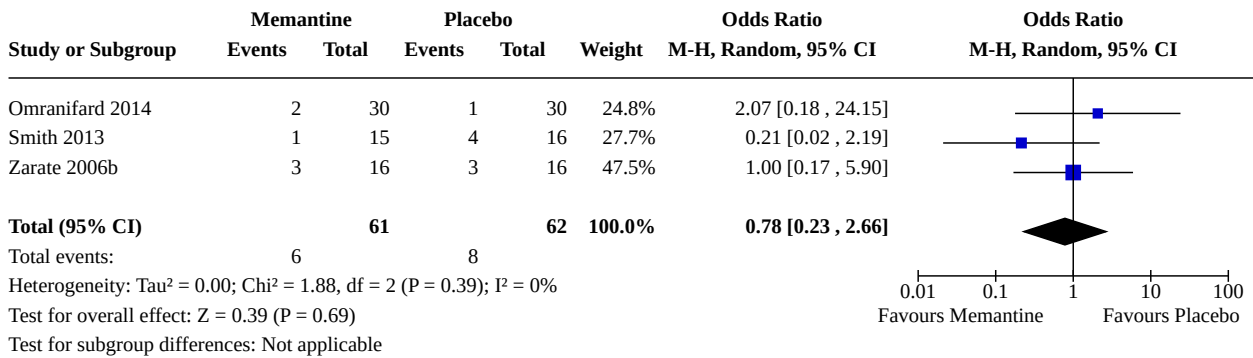 Memantine Placebo Odds Ratio Odds Ratio
Study or Subgroup Events Total Events Total Weight M-H, Random, 95% CI M-H, Random, 95% CI
Omranifard 2014 2 30 1 30 24.8% 2.07 [0.18 , 24.15]
Smith 2013 1 15 4 16 27.7% 0.21 [0.02 , 2.19]
Zarate 2006b 3 16 3 16 47.5% 1.00 [0.17 , 5.90]
Total (95% CI) 61 62 100.0% 0.78 [0.23 , 2.66]
Total events: 6 8
Heterogeneity: Tau² = 0.00; Chi² = 1.88, df = 2 (P = 0.39); I² = 0%
0.01 0.1 1 10 100
Test for overall effect: Z = 0.39 (P = 0.69) Favours Memantine Favours Placebo
Test for subgroup differences: Not applicable